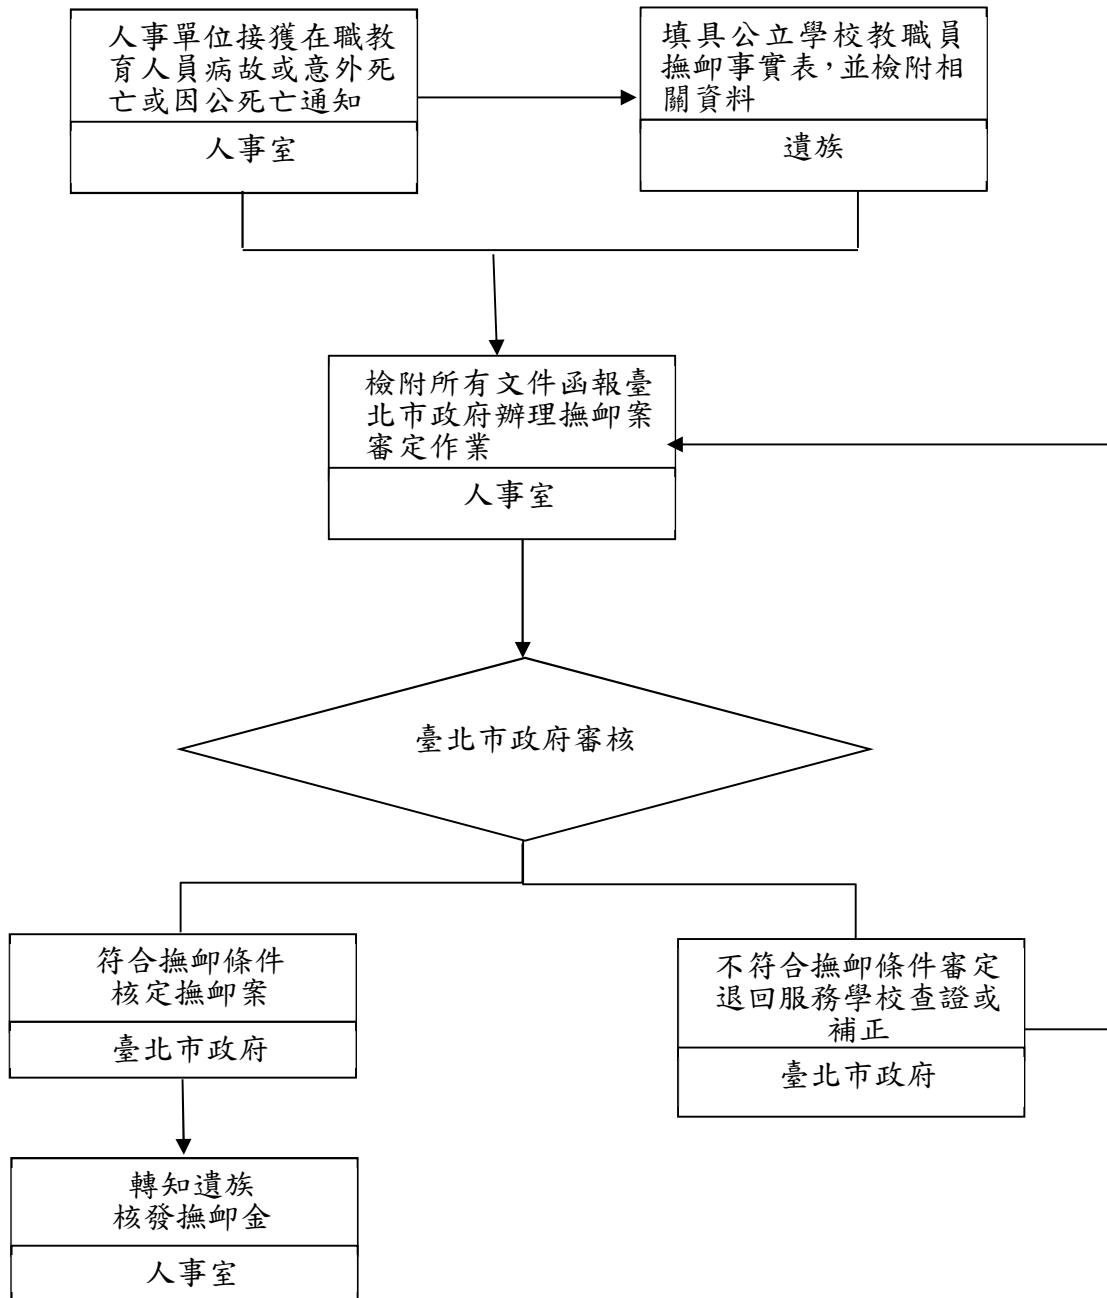 人事單位接獲在職教
育人員病故或意外死
亡或因公死亡通知
人事室
填具公立學校教職員
撫卹事實表，並檢附相
關資料
遺族
檢附所有文件函報臺
北市政府辦理撫卹案
審定作業
人事室
臺北市政府審核
符合撫卹條件
核定撫卹案
臺北市政府
不符合撫卹條件審定
退回服務學校查證或
補正
臺北市政府
轉知遺族
核發撫卹金
人事室